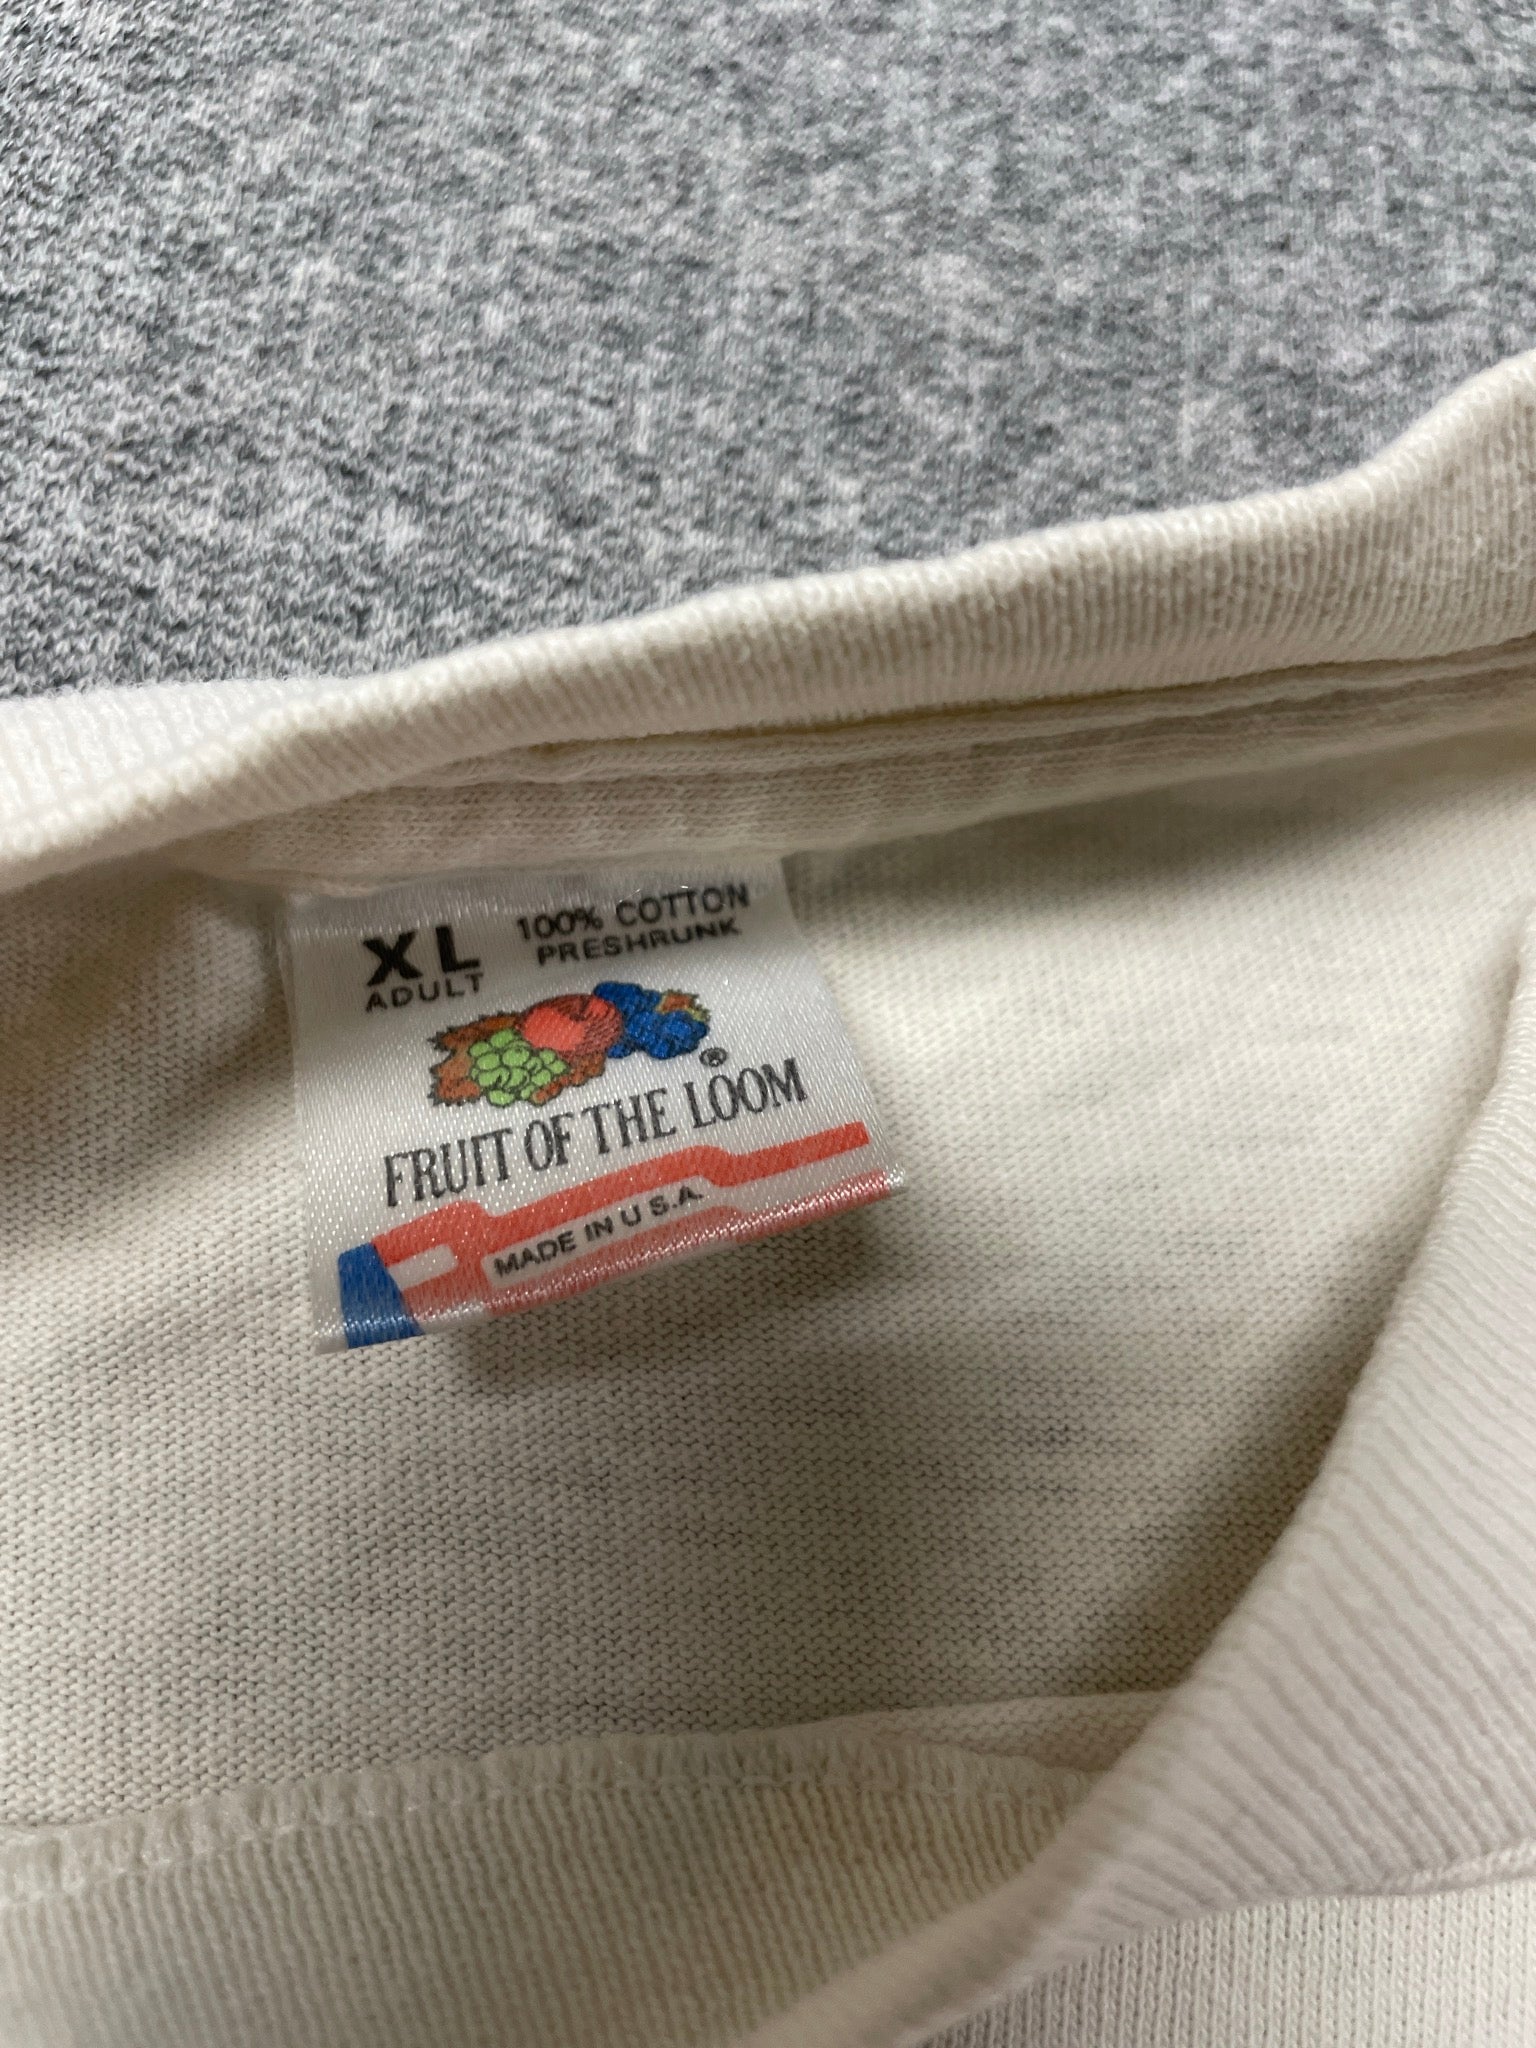 XL
ADULT
100% COTTON
PRESHRUNK
®
FRUIT OF THE LOOM
MADE IN U.S.A.